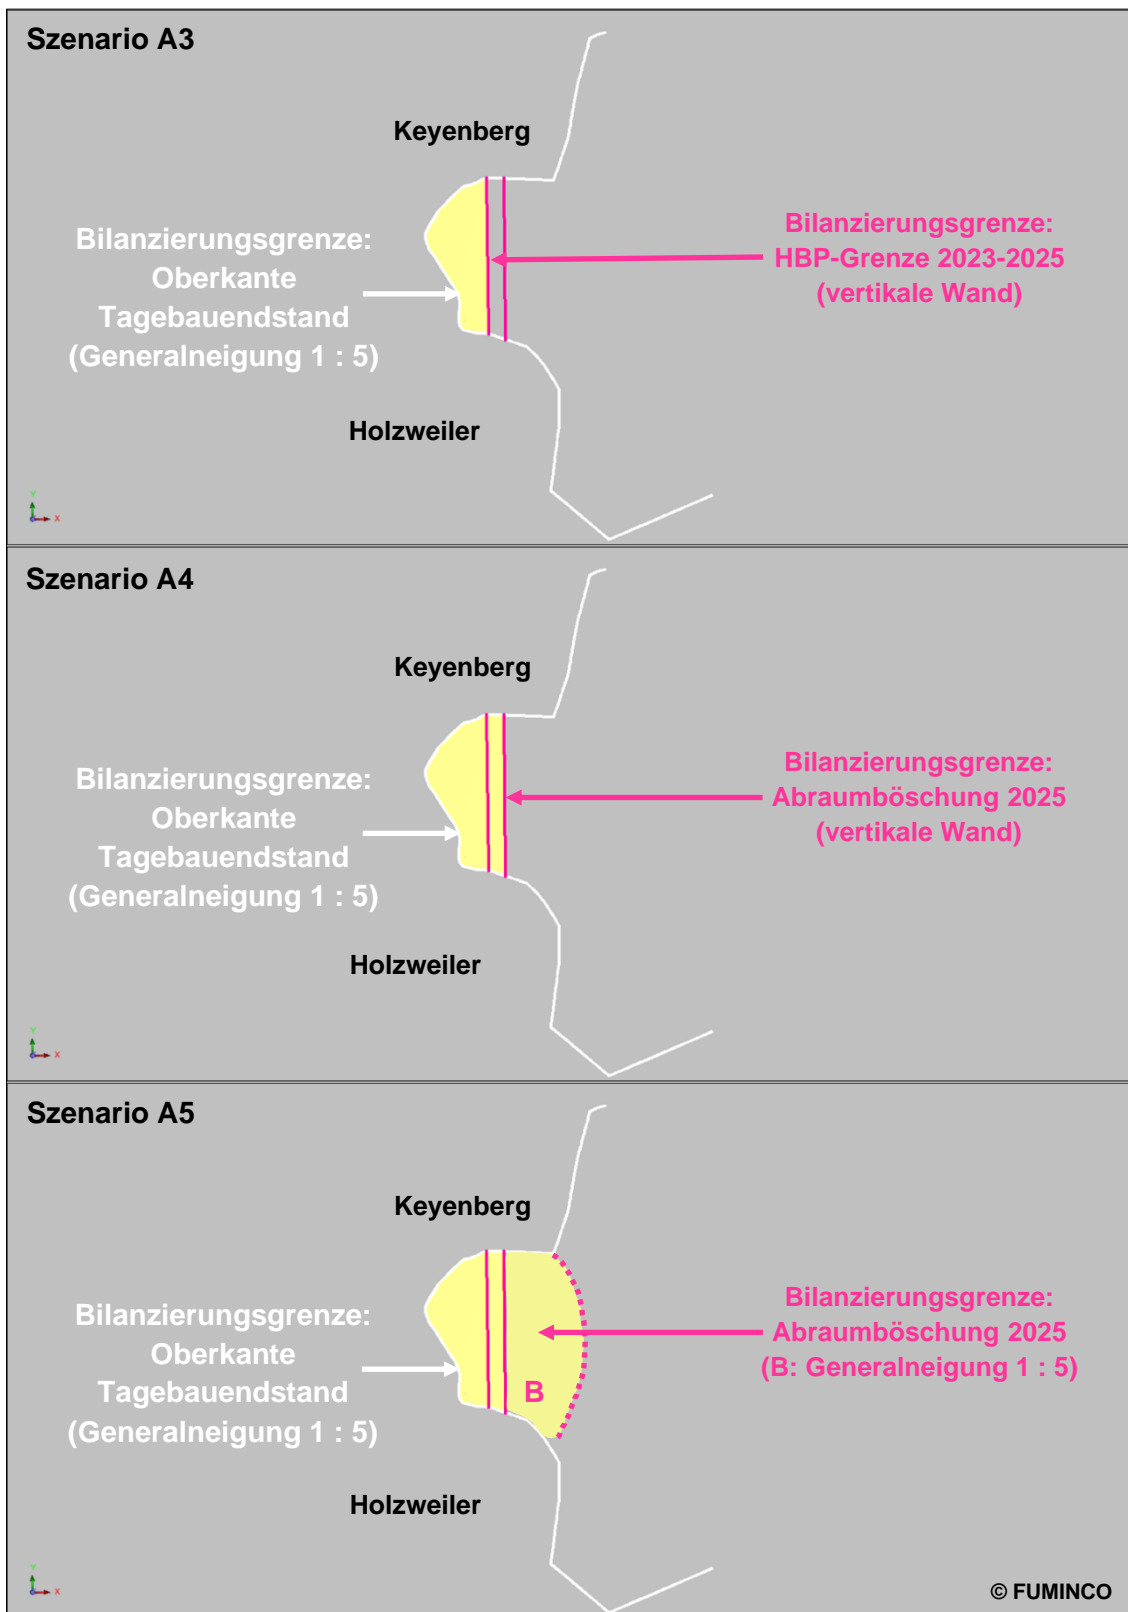 Szenario A3
Keyenberg
Bilanzierungsgrenze:
Oberkante
Tagebauendstand
(Generalneigung 1 : 5)
Bilanzierungsgrenze:
HBP-Grenze 2023-2025
(vertikale Wand)
Holzweiler
Y
X
Szenario A4
Keyenberg
Bilanzierungsgrenze:
Oberkante
Tagebauendstand
(Generalneigung 1 : 5)
Bilanzierungsgrenze:
Abraumböschung 2025
(vertikale Wand)
Holzweiler
Y
X
Szenario A5
Keyenberg
Bilanzierungsgrenze:
Oberkante
Tagebauendstand
(Generalneigung 1 : 5)
Bilanzierungsgrenze:
Abraumböschung 2025
(B: Generalneigung 1 : 5)
B
Holzweiler
Y
X
© FUMINCO